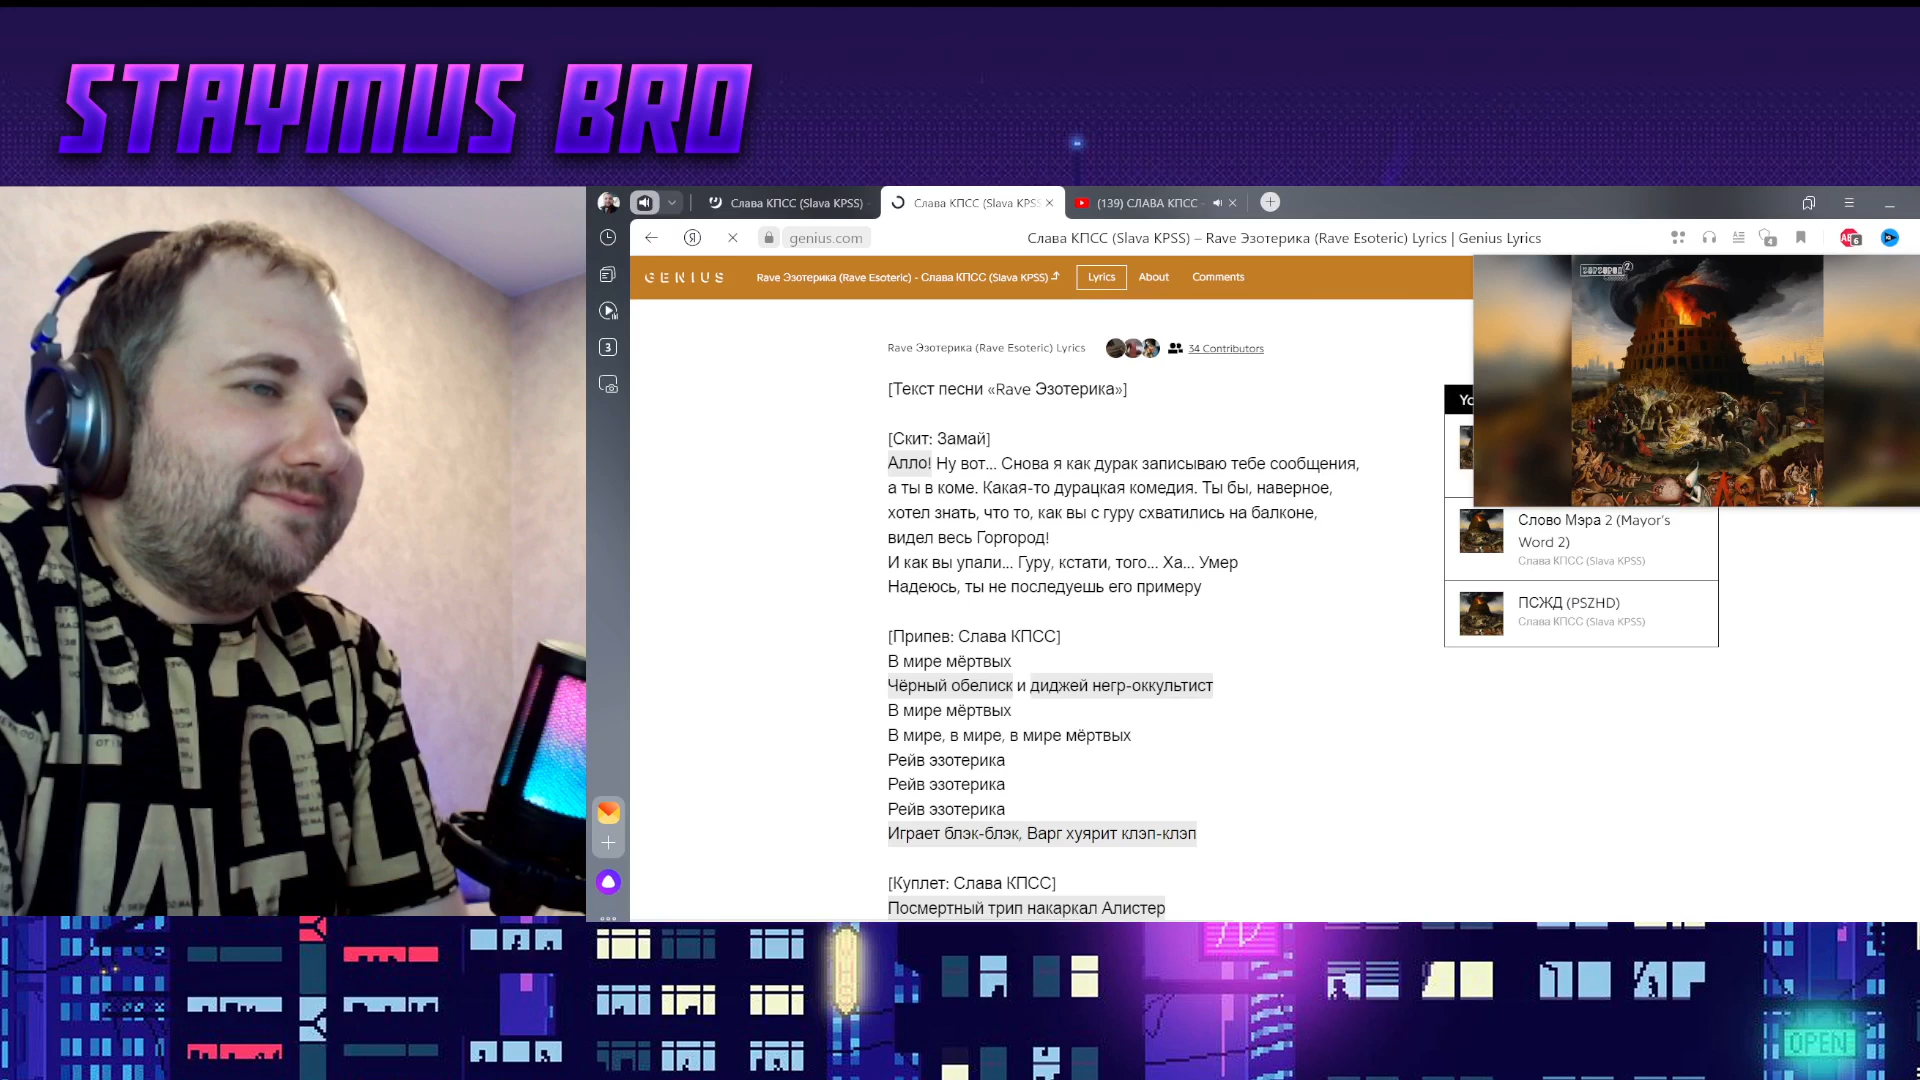 STAYMUS BRO
Слава КПСС (Slava KPSS)
Слава КПСС (Slava KPSS
(139) СЛАВА КПСС
genius.com
Слава КПСС (Slava KPSS) – Rave Эзотерика (Rave Esoteric) Lyrics | Genius Lyrics
GENIUS
Rave Эзотерика (Rave Esoteric) - Слава КПСС (Slava KPSS)
Lyrics
About
Comments
Rave Эзотерика (Rave Esoteric) Lyrics
34 Contributors
[Текст песни «Rave Эзотерика»]
[Скит: Замай]
Алло! Ну вот... Снова я как дурак записываю тебе сообщения,
а ты в коме. Какая-то дурацкая комедия. Ты бы, наверное,
хотел знать, что то, как вы с гуру схватились на балконе,
видел весь Горгород!
И как вы упали... Гуру, кстати, того... Ха... Умер
Надеюсь, ты не последуешь его примеру
[Припев: Слава КПСС]
В мире мёртвых
Чёрный обелиск и диджей негр-оккультист
В мире мёртвых
В мире, в мире, в мире мёртвых
Рейв эзотерика
Рейв эзотерика
Рейв эзотерика
Играет блэк-блэк, Варг хуярит клэп-клэп
[Куплет: Слава КПСС]
Посмертный трип накаркал Алистер
Yo
Слово Мэра 2 (Mayor's
Word 2)
Слава КПСС (Slava KPSS)
ПСЖД (PSZHD)
Слава КПСС (Slava KPSS)
3
4
6
OPEN